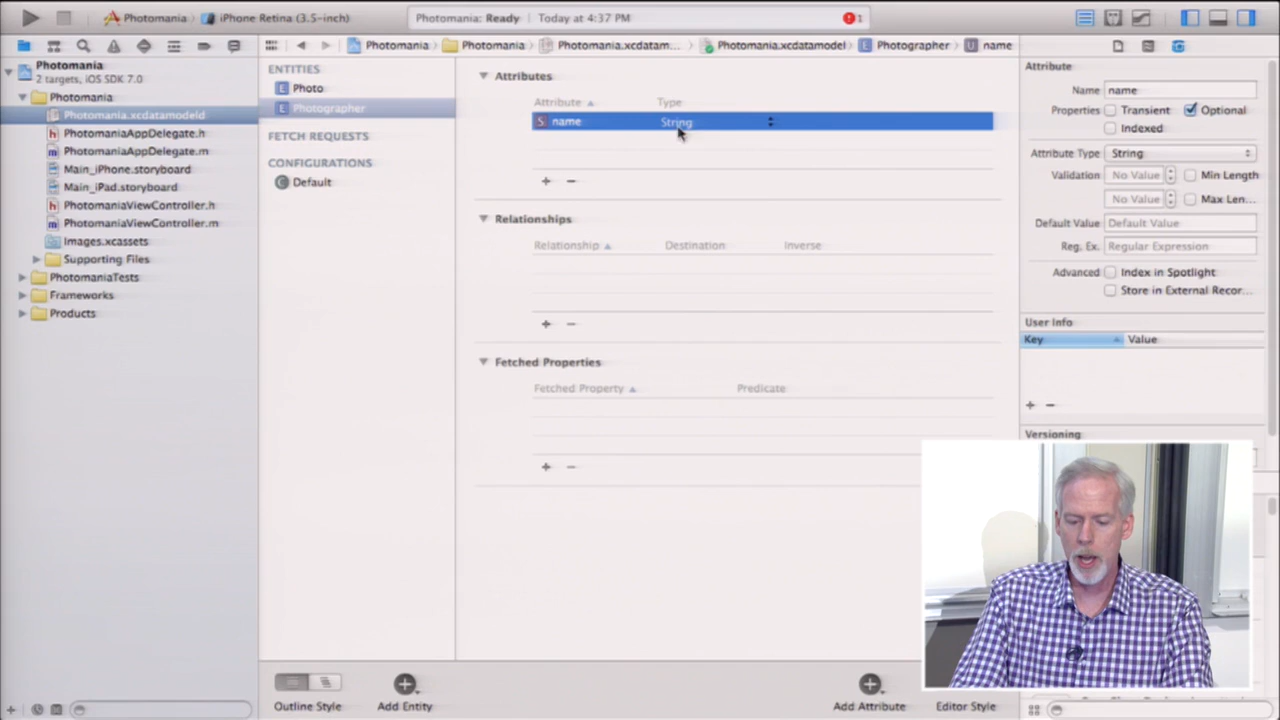 Photomania
iPhone Retina (3.5-inch)
Photomania: Ready
Today at 4:37 PM
1
Photomania
Photomania
Photomania.xcdatam...
Photomania.xcdatamodel
Photographer
name
Photomania
2 targets, iOS SDK 7.0
Photomania
Photomania.xcdatamodeld
PhotomaniaAppDelegate.h
PhotomaniaAppDelegate.m
Main_iPhone.storyboard
Main_iPad.storyboard
PhotomaniaViewController.h
PhotomaniaViewController.m
Images.xcassets
Supporting Files
PhotomaniaTests
Frameworks
Products
ENTITIES
E Photo
E Photographer
FETCH REQUESTS
CONFIGURATIONS
C Default
Attributes
Attribute Type
S name String
Relationships
Relationship Destination Inverse
Fetched Properties
Fetched Property Predicate
Outline Style
Add Entity
Add Attribute
Editor Style
Attribute
Name name
Properties Transient Optional
Indexed
Attribute Type String
Validation No Value Min Length
No Value Max Len...
Default Value Default Value
Reg. Ex. Regular Expression
Advanced Index in Spotlight
Store in External Recor...
User Info
Key Value
Versioning